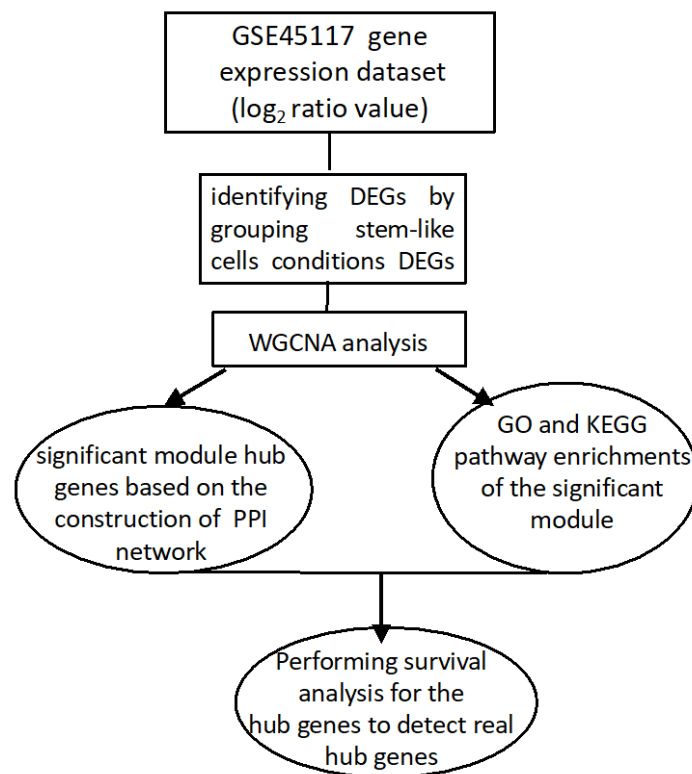 GSE45117 gene
expression dataset
(log₂ ratio value)
identifying DEGs by
grouping stem-like
cells conditions DEGs
WGCNA analysis
significant module hub
genes based on the
construction of PPI
network
GO and KEGG
pathway enrichments
of the significant
module
Performing survival
analysis for the
hub genes to detect real
hub genes